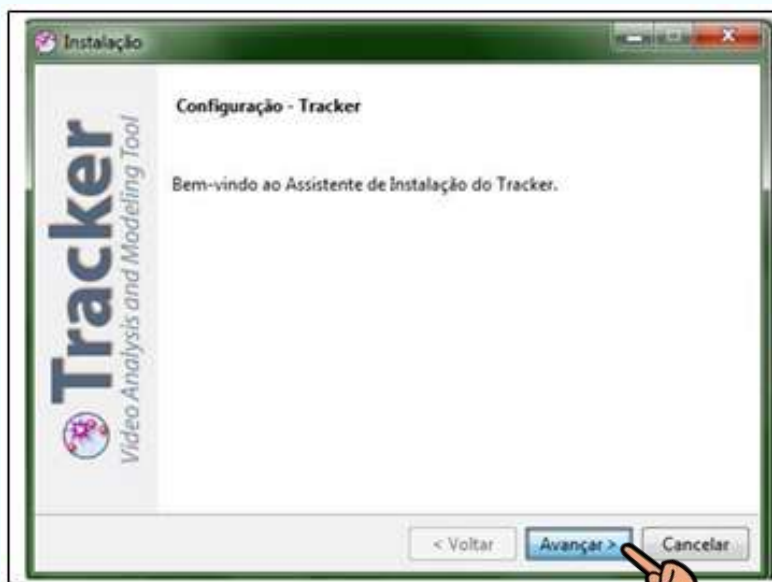 Instalação
Tracker
Video Analysis and Modeling Tool
Configuração - Tracker
Bem-vindo ao Assistente de Instalação do Tracker.
< Voltar
Avançar >
Cancelar